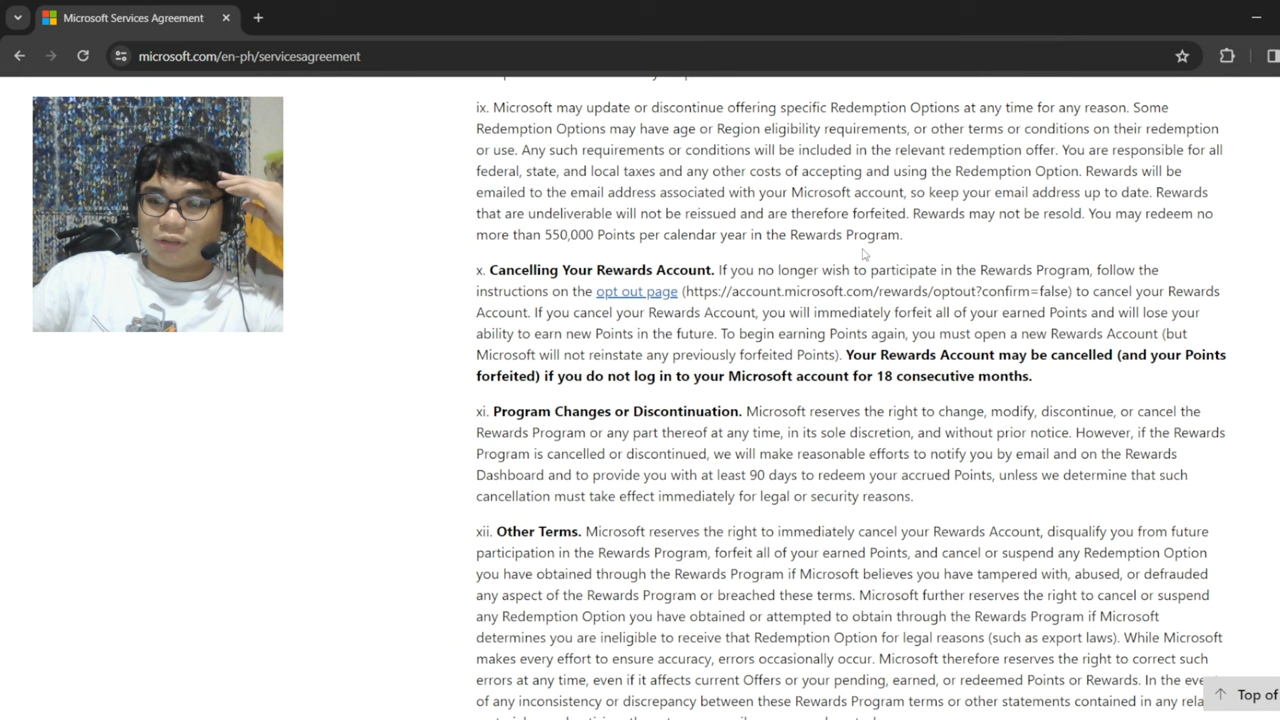 Microsoft Services Agreement
microsoft.com/en-ph/servicesagreement
ix. Microsoft may update or discontinue offering specific Redemption Options at any time for any reason. Some
Redemption Options may have age or Region eligibility requirements, or other terms or conditions on their redemption
or use. Any such requirements or conditions will be included in the relevant redemption offer. You are responsible for all
federal, state, and local taxes and any other costs of accepting and using the Redemption Option. Rewards will be
emailed to the email address associated with your Microsoft account, so keep your email address up to date. Rewards
that are undeliverable will not be reissued and are therefore forfeited. Rewards may not be resold. You may redeem no
more than 550,000 Points per calendar year in the Rewards Program.
x. Cancelling Your Rewards Account. If you no longer wish to participate in the Rewards Program, follow the
instructions on the opt out page (https://account.microsoft.com/rewards/optout?confirm=false) to cancel your Rewards
Account. If you cancel your Rewards Account, you will immediately forfeit all of your earned Points and will lose your
ability to earn new Points in the future. To begin earning Points again, you must open a new Rewards Account (but
Microsoft will not reinstate any previously forfeited Points). Your Rewards Account may be cancelled (and your Points
forfeited) if you do not log in to your Microsoft account for 18 consecutive months.
xi. Program Changes or Discontinuation. Microsoft reserves the right to change, modify, discontinue, or cancel the
Rewards Program or any part thereof at any time, in its sole discretion, and without prior notice. However, if the Rewards
Program is cancelled or discontinued, we will make reasonable efforts to notify you by email and on the Rewards
Dashboard and to provide you with at least 90 days to redeem your accrued Points, unless we determine that such
cancellation must take effect immediately for legal or security reasons.
xii. Other Terms. Microsoft reserves the right to immediately cancel your Rewards Account, disqualify you from future
participation in the Rewards Program, forfeit all of your earned Points, and cancel or suspend any Redemption Option
you have obtained through the Rewards Program if Microsoft believes you have tampered with, abused, or defrauded
any aspect of the Rewards Program or breached these terms. Microsoft further reserves the right to cancel or suspend
any Redemption Option you have obtained or attempted to obtain through the Rewards Program if Microsoft
determines you are ineligible to receive that Redemption Option for legal reasons (such as export laws). While Microsoft
makes every effort to ensure accuracy, errors occasionally occur. Microsoft therefore reserves the right to correct such
errors at any time, even if it affects current Offers or your pending, earned, or redeemed Points or Rewards. In the
of any inconsistency or discrepancy between these Rewards Program terms or other statements contained in any
Top of